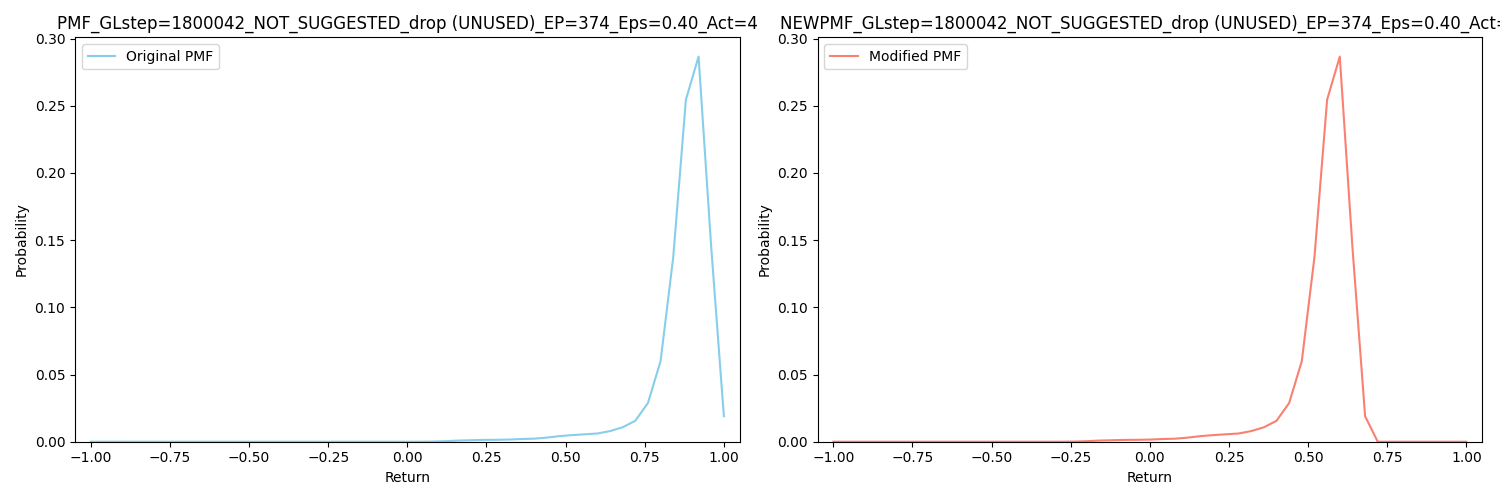 PMF_GLstep=1800042_NOT_SUGGESTED_drop (UNUSED)_EP=374_Eps=0.40_Act=4
Original PMF
0.30
0.25
0.20
0.15
0.10
0.05
0.00
Probability
−1.00 −0.75 −0.50 −0.25 0.00 0.25 0.50 0.75 1.00
Return
NEWPMF_GLstep=1800042_NOT_SUGGESTED_drop (UNUSED)_EP=374_Eps=0.40_Act=
Modified PMF
0.30
0.25
0.20
0.15
0.10
0.05
0.00
Probability
−1.00 −0.75 −0.50 −0.25 0.00 0.25 0.50 0.75 1.00
Return